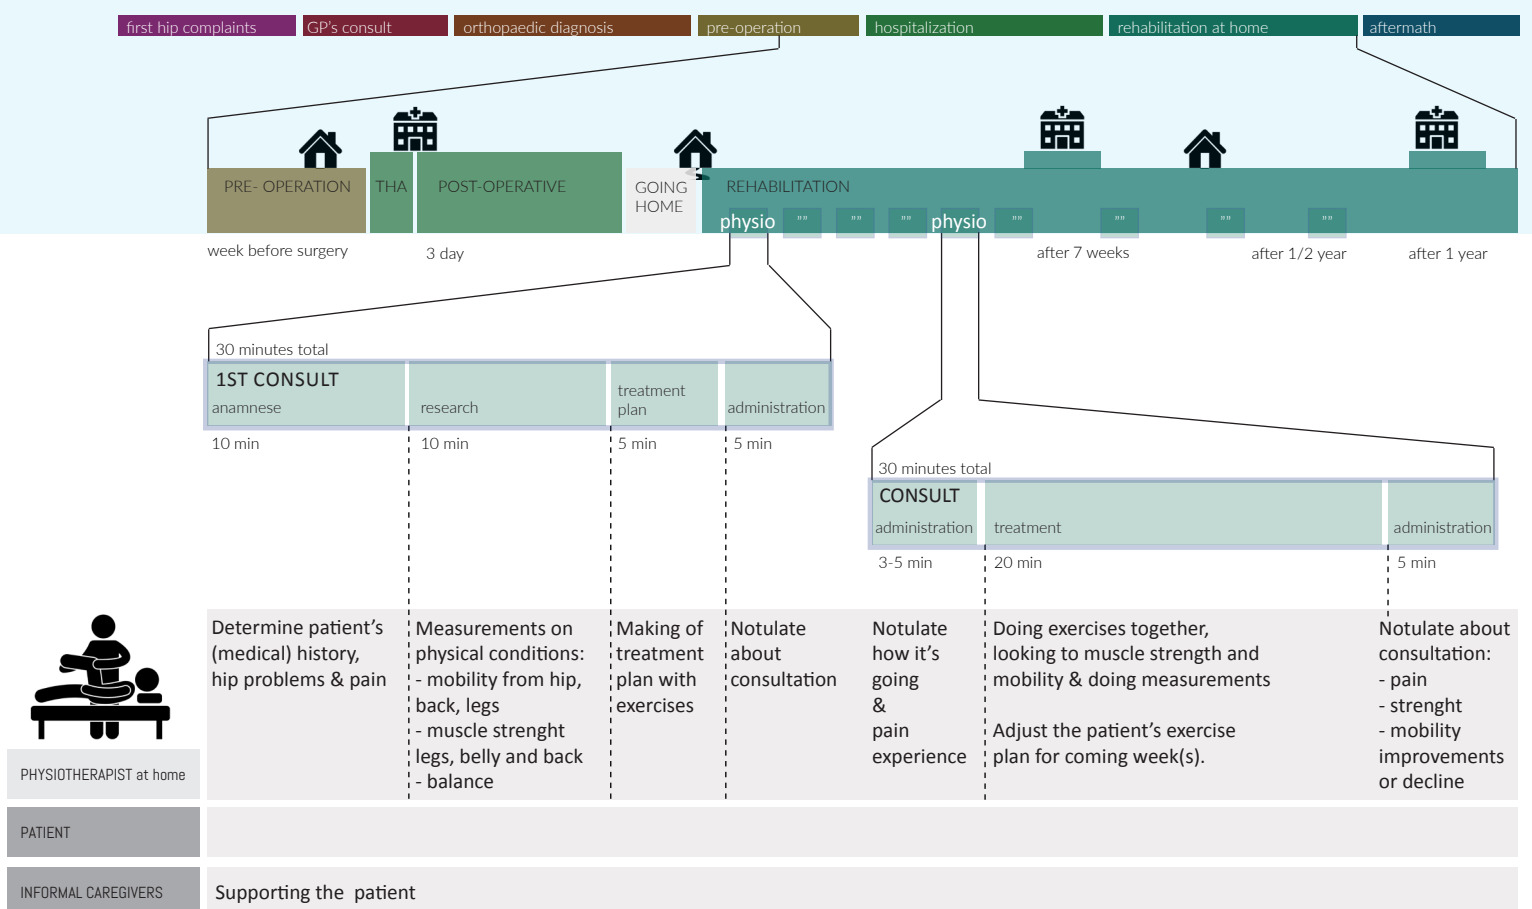 first hip complaints
GP's consult
orthopaedic diagnosis
pre-operation
hospitalization
rehabilitation at home
aftermath
PRE- OPERATION
THA
POST-OPERATIVE
GOING
HOME
REHABILITATION
physio
""
""
""
physio
""
""
""
""
week before surgery
3 day
after 7 weeks
after 1/2 year
after 1 year
30 minutes total
1ST CONSULT
anamnese
research
treatment
plan
administration
10 min
10 min
5 min
5 min
30 minutes total
CONSULT
administration
treatment
administration
3-5 min
20 min
5 min
Determine patient's
(medical) history,
hip problems & pain
Measurements on
physical conditions:
- mobility from hip,
back, legs
- muscle strenght
legs, belly and back
- balance
Making of
treatment
plan with
exercises
Notulate
about
consultation
Notulate
how it's
going
&
pain
experience
Doing exercises together,
looking to muscle strength and
mobility & doing measurements
Adjust the patient's exercise
plan for coming week(s).
Notulate about
consultation:
- pain
- strenght
- mobility
improvements
or decline
PHYSIOTHERAPIST at home
PATIENT
INFORMAL CAREGIVERS
Supporting the patient